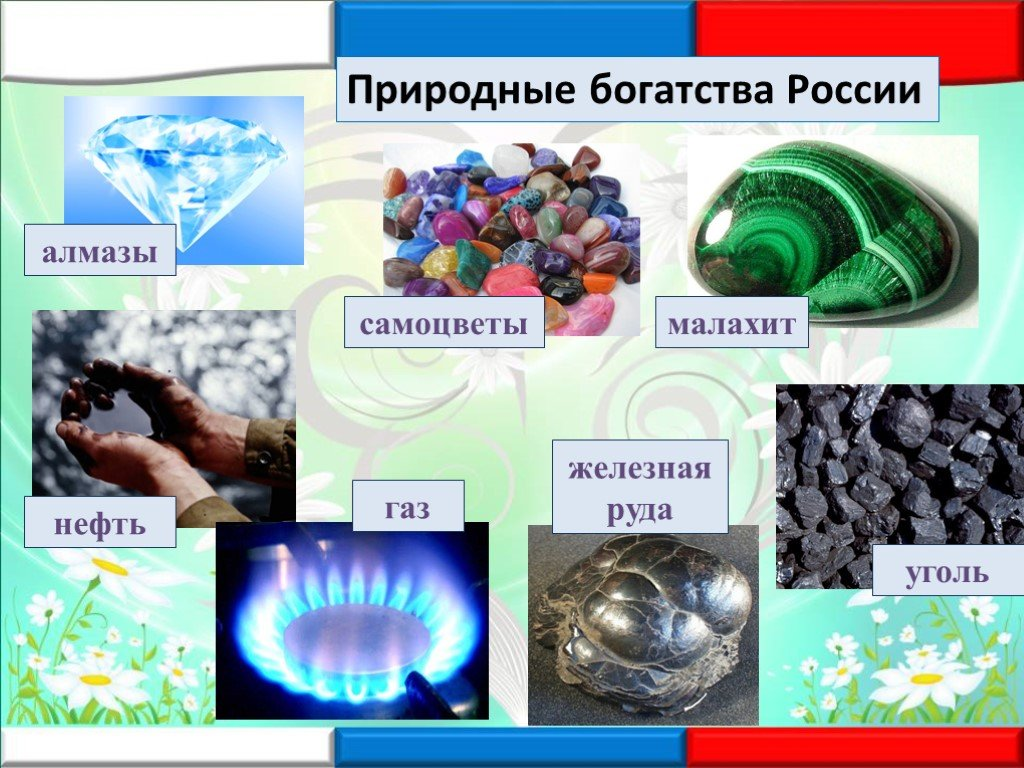 Природные богатства России
алмазы
самоцветы
малахит
нефть
газ
железная
руда
уголь